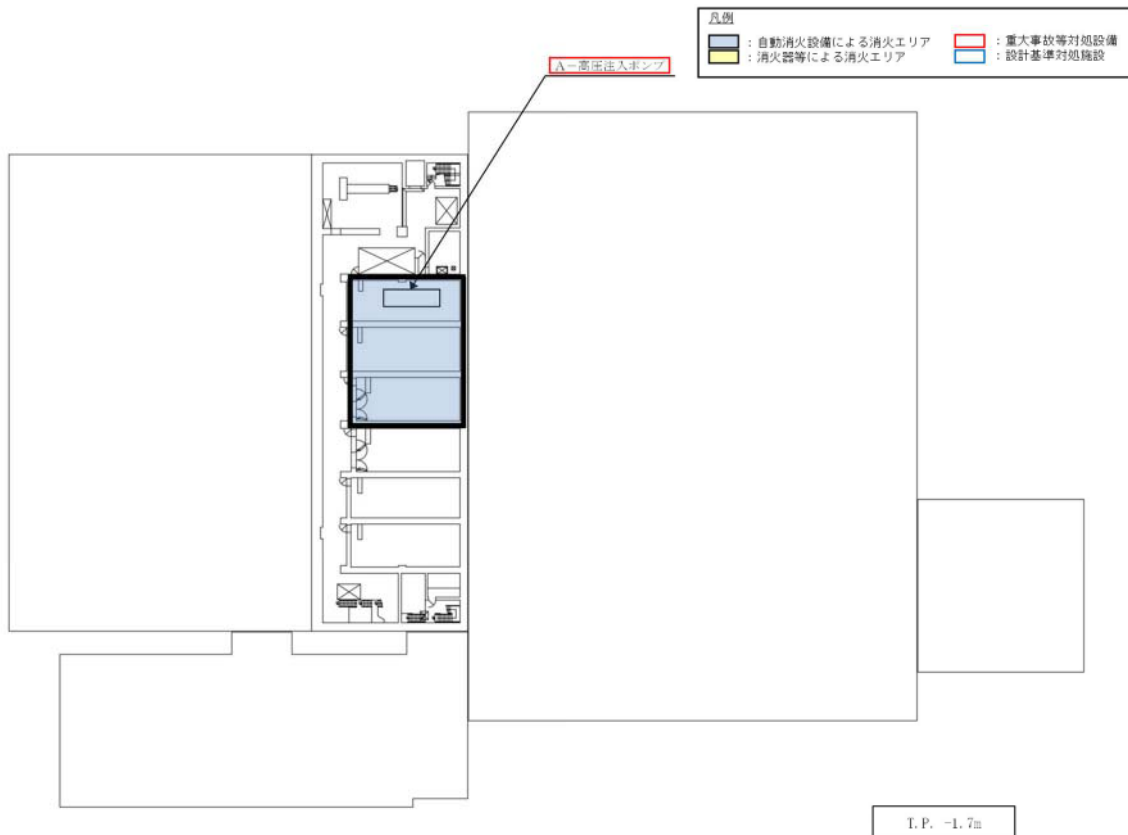 凡例
：自動消火設備による消火エリア
：重大事故等対処設備
：消火器等による消火エリア
：設計基準対処施設
A－高圧注入ポンプ
T.P. -1.7m